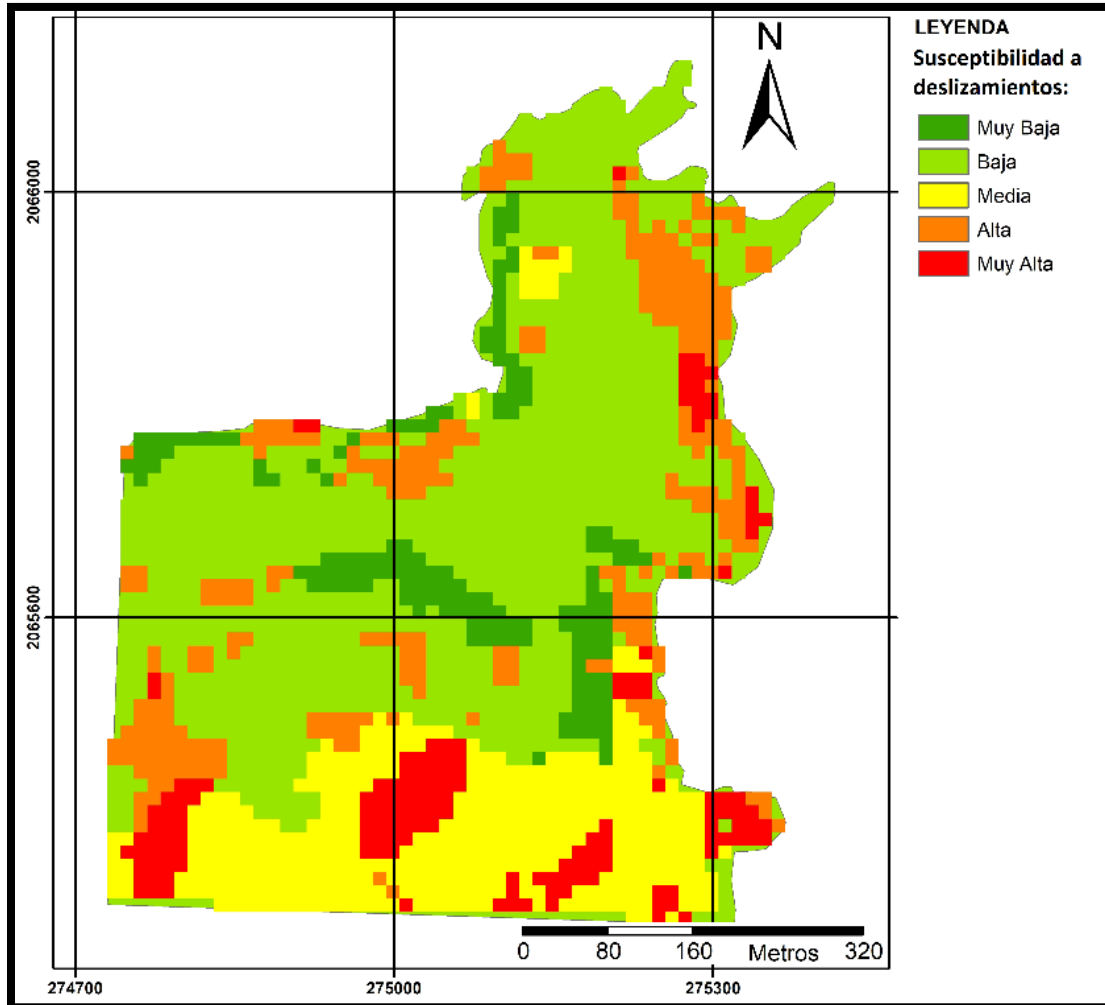 LEYENDA
Susceptibilidad a
deslizamientos:
Muy Baja
Baja
Media
Alta
Muy Alta
N
2066000
2065600
0 80 160 Metros 320
274700 275000 275300